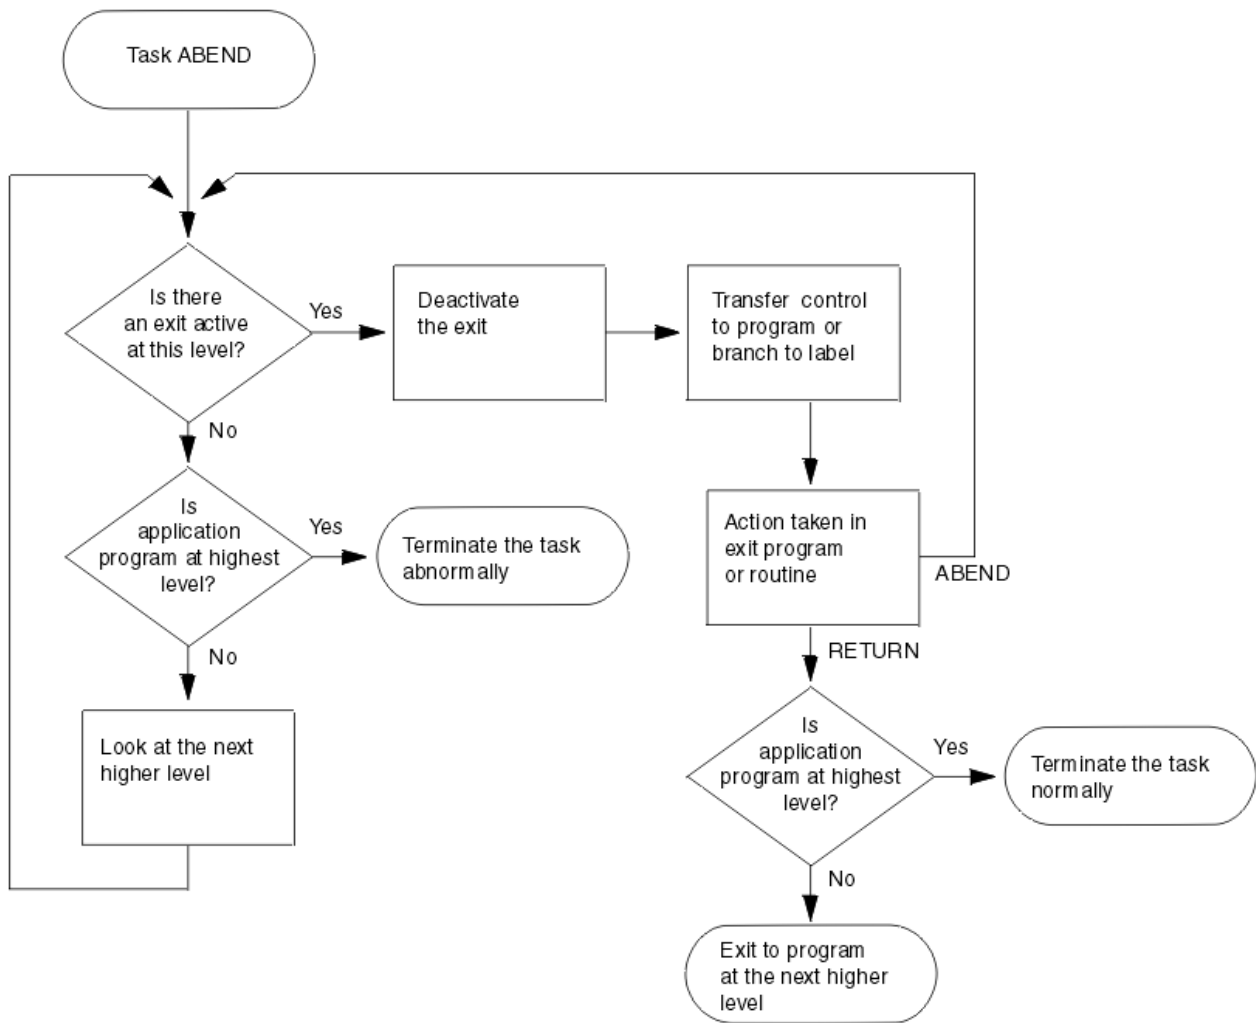 Task ABEND
Is there
an exit active
at this level?
Yes
Deactivate
the exit
Transfer control
to program or
branch to label
No
Is
application
program at highest
level?
Yes
Terminate the task
abnormally
Action taken in
exit program
or routine
ABEND
No
RETURN
Look at the next
higher level
Is
application
program at highest
level?
Yes
Terminate the task
normally
No
Exit to program
at the next higher
level